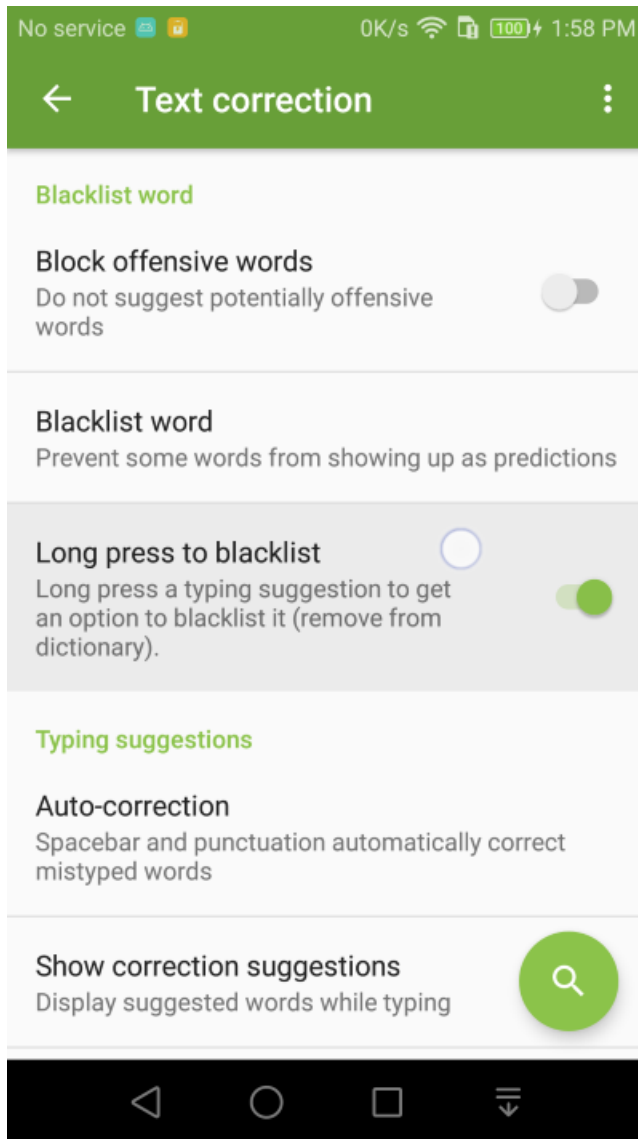 No service 0K/s 100 1:58 PM
Text correction
Blacklist word
Block offensive words
Do not suggest potentially offensive
words
Blacklist word
Prevent some words from showing up as predictions
Long press to blacklist
Long press a typing suggestion to get
an option to blacklist it (remove from
dictionary).
Typing suggestions
Auto-correction
Spacebar and punctuation automatically correct
mistyped words
Show correction suggestions
Display suggested words while typing